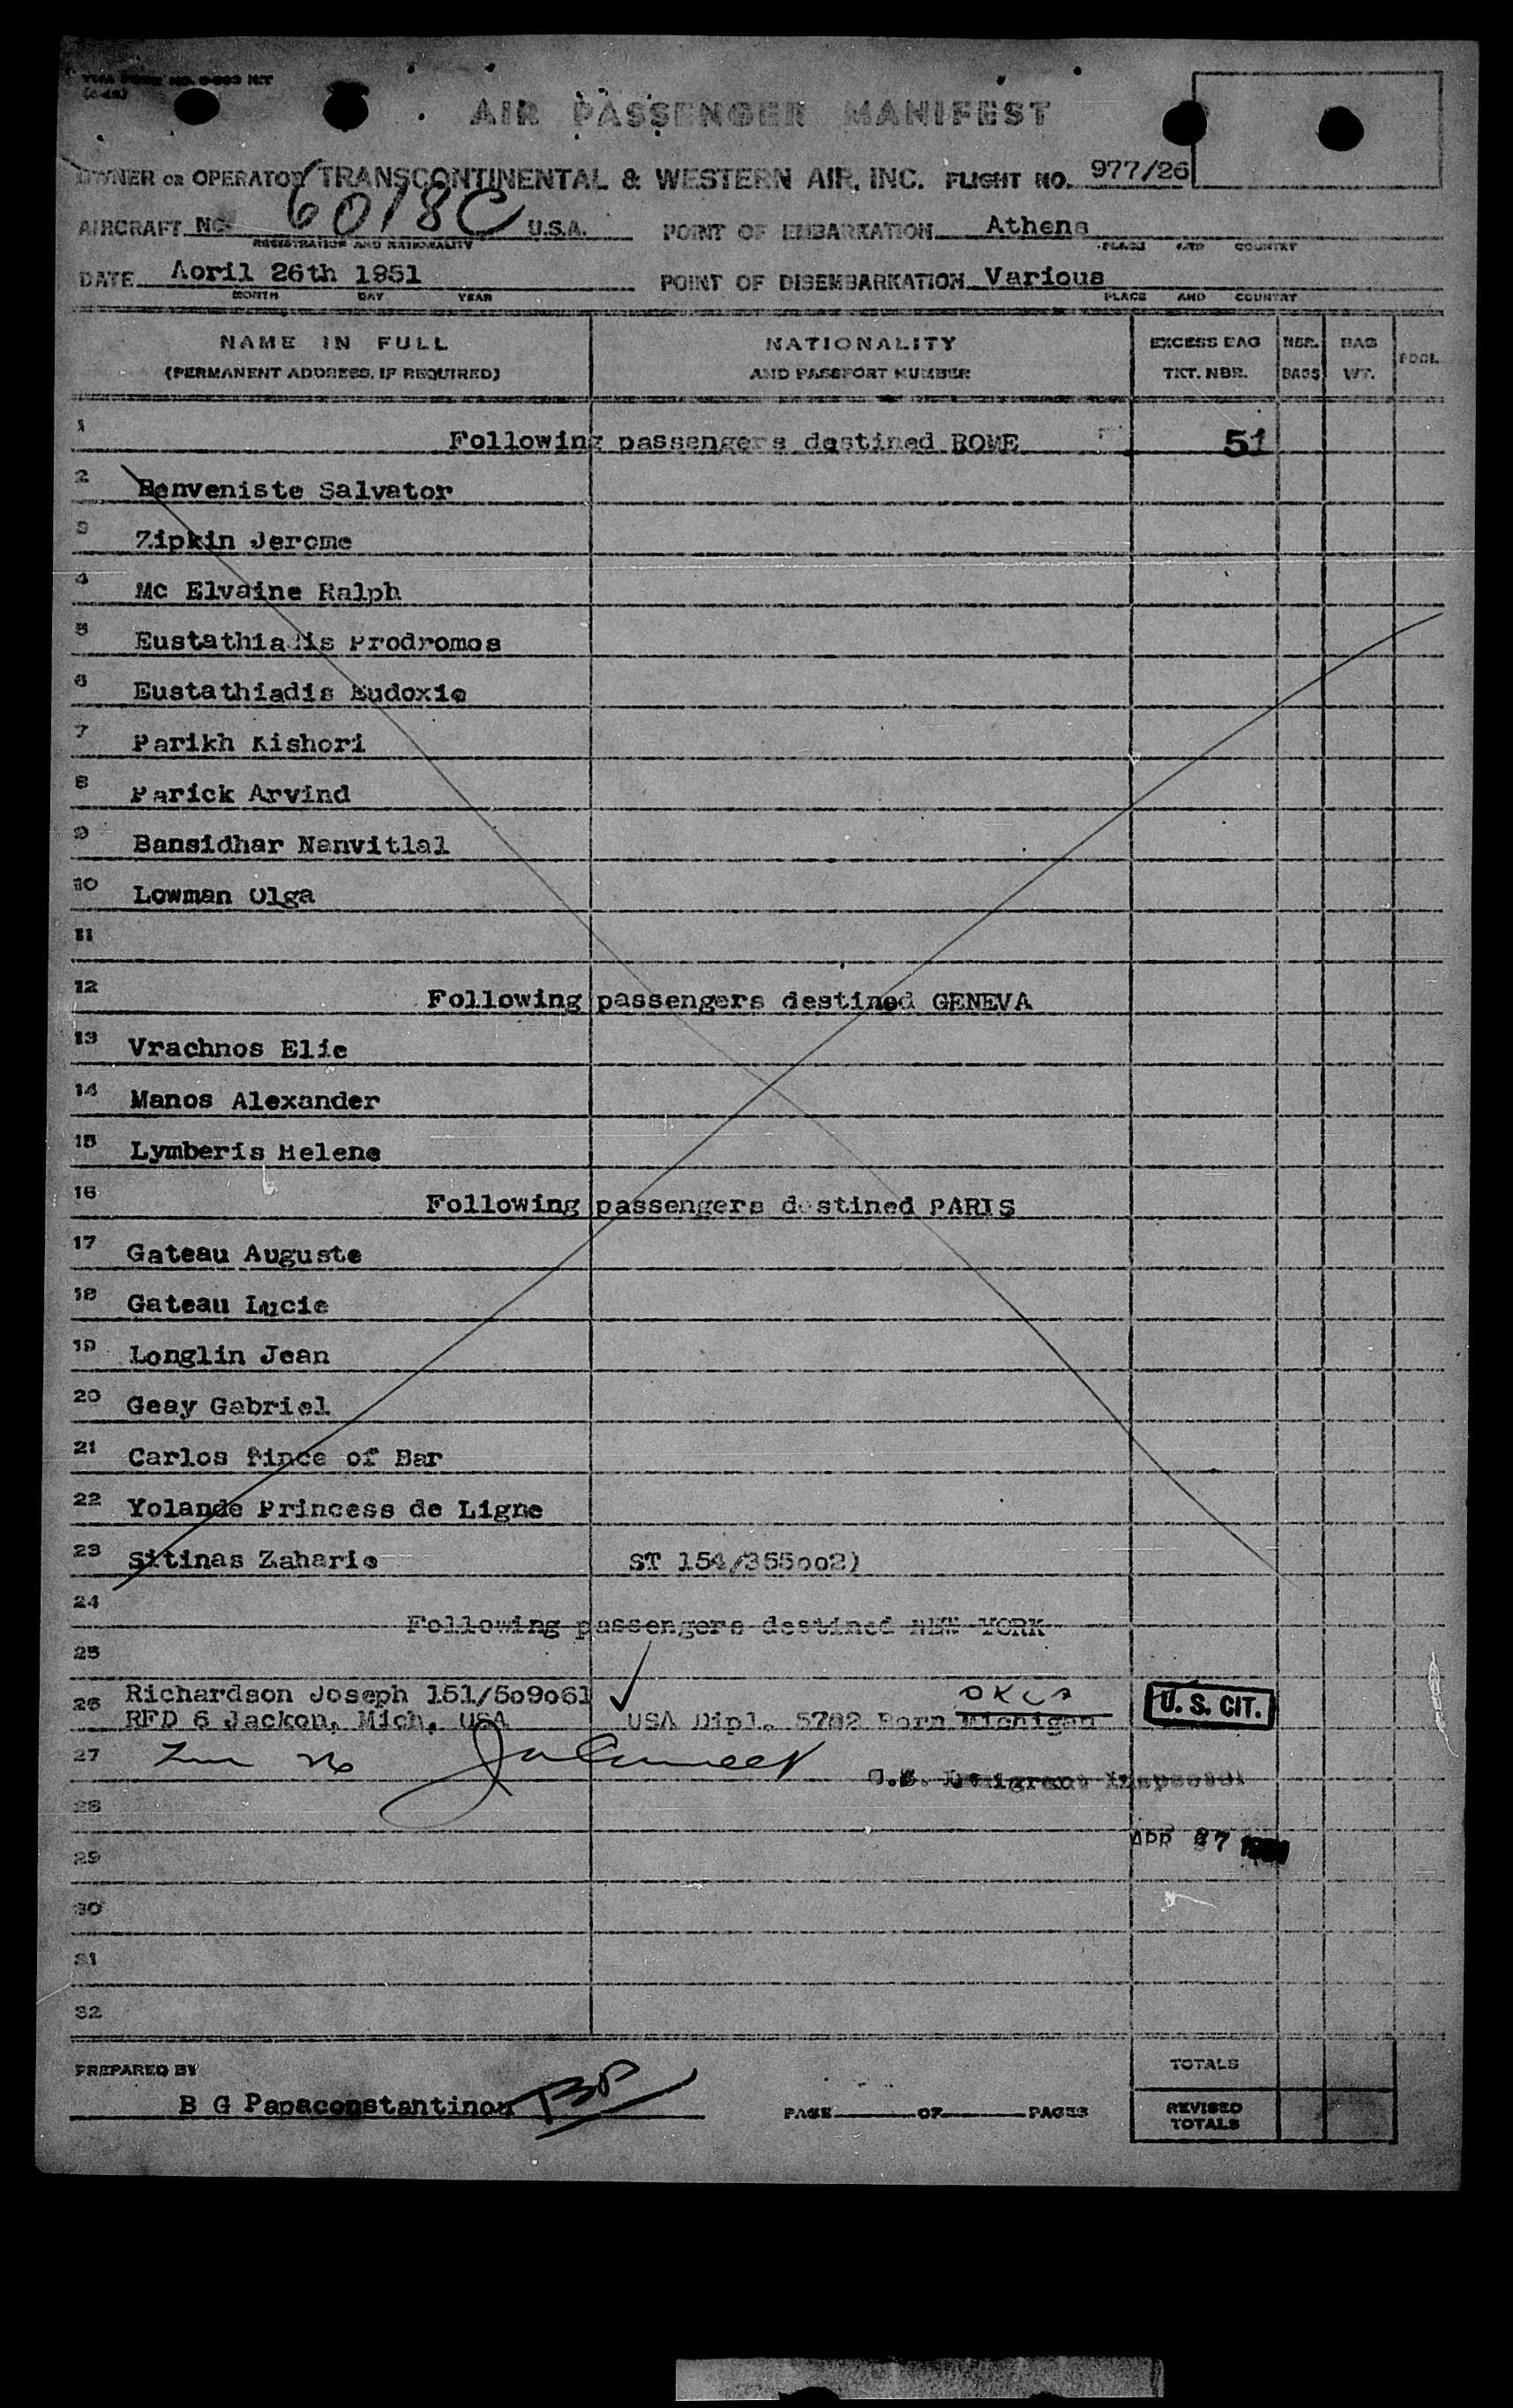 AIR PASSENGER MANIFEST
OWNER OR OPERATOR TRANSCONTINENTAL & WESTERN AIR, INC. FLIGHT NO. 977/26
AIRCRAFT NO. 6018C U.S.A. POINT OF EMBARKATION Athens
REGISTRATION AND NATIONALITY PLACE AND COUNTRY
DATE April 26th 1951 POINT OF DISEMBARKATION Various
MONTH DAY YEAR PLACE AND COUNTRY
NAME IN FULL NATIONALITY EXCESS BAG NBR. BAG POOL
(PERMANENT ADDRESS, IF REQUIRED) AND PASSPORT NUMBER TKT. NBR. BAGS WT.
1 Following passengers destined ROME 51
2 Benveniste Salvator
3 Zipkin Jerome
4 Mc Elvaine Ralph
5 Eustathiadis Prodromos
6 Eustathiadis Eudoxie
7 Parikh Kishori
8 Parick Arvind
9 Bansidhar Nanvitlal
10 Lowman Olga
11
12 Following passengers destined GENEVA
13 Vrachnos Elie
14 Manos Alexander
15 Lymberis Helene
16 Following passengers destined PARIS
17 Gateau Auguste
18 Gateau Lucie
19 Longlin Jean
20 Geay Gabriel
21 Carlos Pince of Bar
22 Yolande Princess de Ligne
23 Sitinas Zaharie ST 154/355002)
24 Following passengers destined NEW YORK
25
26 Richardson Joseph 151/509061 OKLA U. S. CIT.
RFD 6 Jackon, Mich, USA USA Dipl. 5782 Born Michigan
27
U.S. Immigrant Inspector
28
APR 27 1951
29
30
31
32
PREPARED BY TOTALS
B G Papaconstantinou BP PAGE OF PAGES REVISED TOTALS